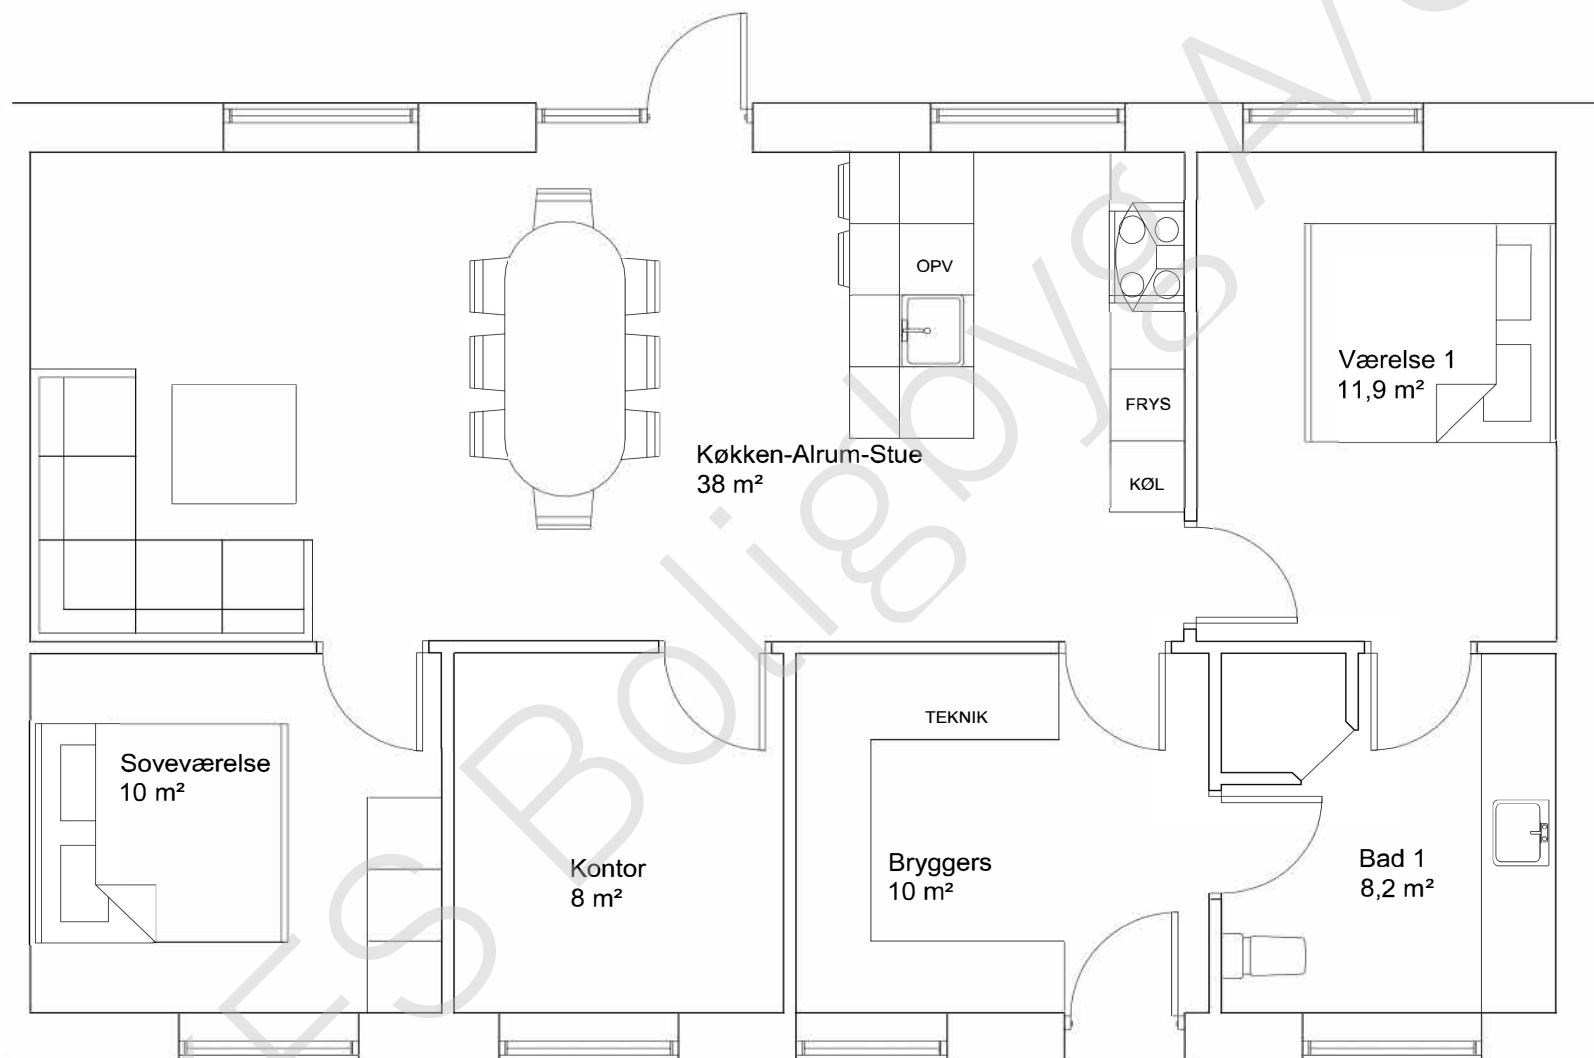 OPV
Værelse 1
11,9 m²
FRYS
Køkken-Alrum-Stue
38 m²
KØL
TEKNIK
Soveværelse
10 m²
Kontor
8 m²
Bryggers
10 m²
Bad 1
8,2 m²
ES Boligbyg A/S